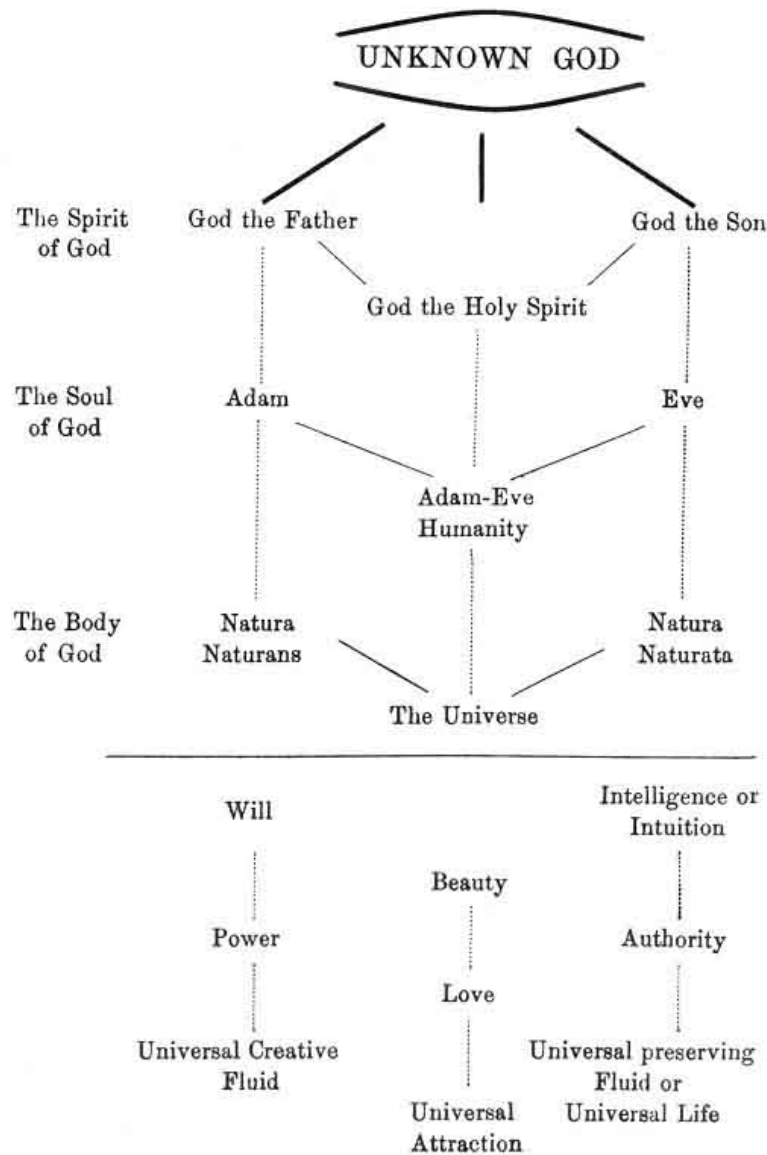 UNKNOWN GOD
The Spirit
of God
God the Father
God the Son
God the Holy Spirit
The Soul
of God
Adam
Eve
Adam-Eve
Humanity
The Body
of God
Natura
Naturans
Natura
Naturata
The Universe
Will
Intelligence or
Intuition
Beauty
Power
Authority
Love
Universal Creative
Fluid
Universal preserving
Fluid or
Universal Life
Universal
Attraction